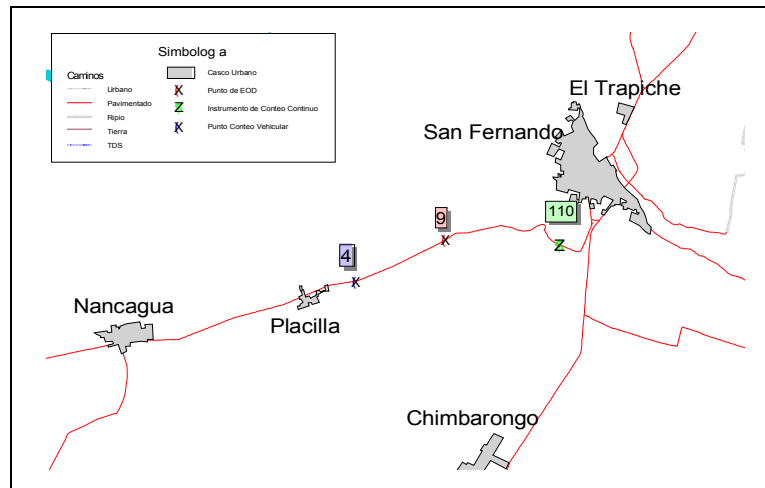 Simbolog a
Caminos
Urbano
Pavimentado
Ripio
Tierra
TDS
Casco Urbano
X Punto de EOD
Z Instrumento de Conteo Continuo
X Punto Conteo Vehicular
El Trapiche
San Fernando
110
9
Z
X
4
X
Nancagua
Placilla
Chimbarongo